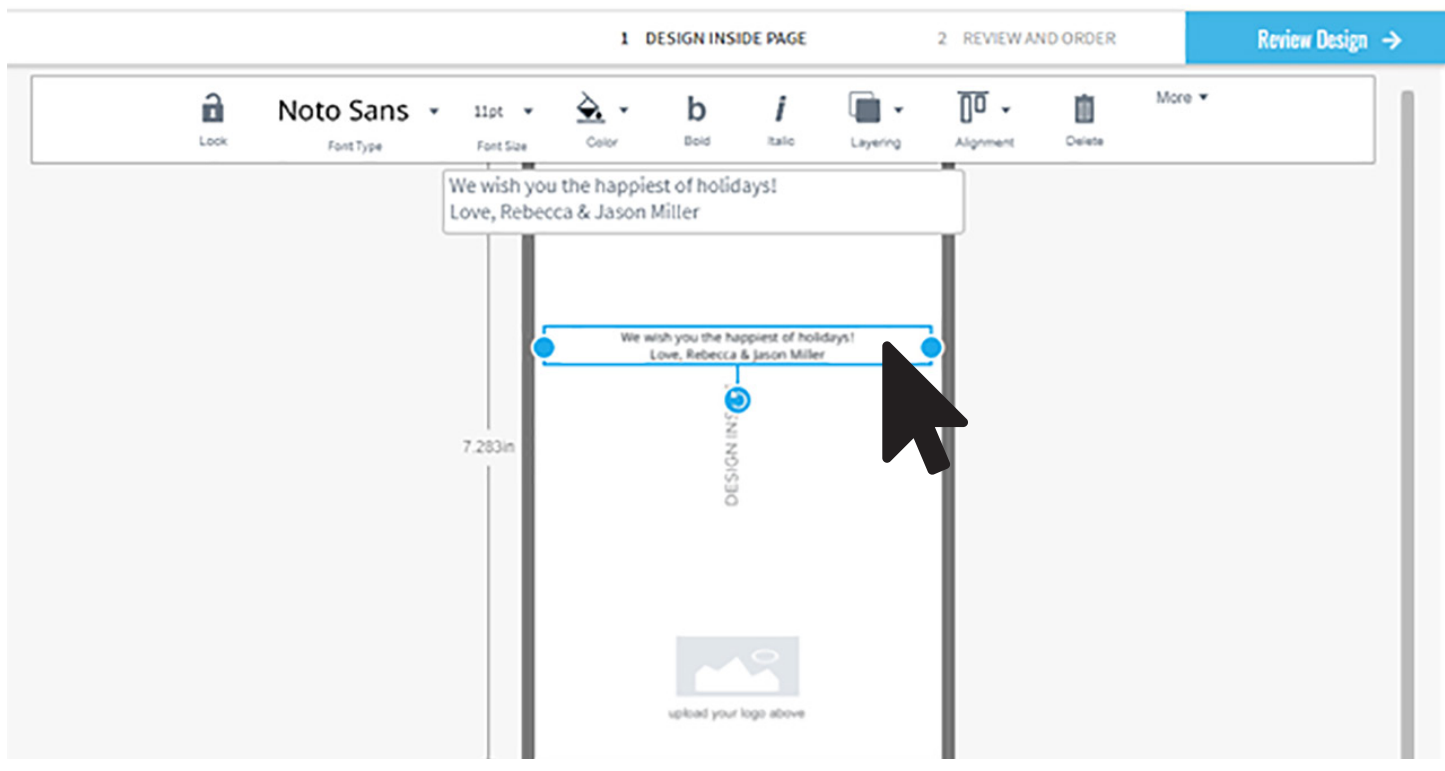 1 DESIGN INSIDE PAGE
2 REVIEW AND ORDER
Review Design
Noto Sans
11pt
b
i
More
Lock
Font Type
Font Size
Color
Bold
Italic
Layering
Alignment
Delete
We wish you the happiest of holidays!
Love, Rebecca & Jason Miller
We wish you the happiest of holidays!
Love, Rebecca & Jason Miller
DESIGN INS
7.283in
upload your logo above